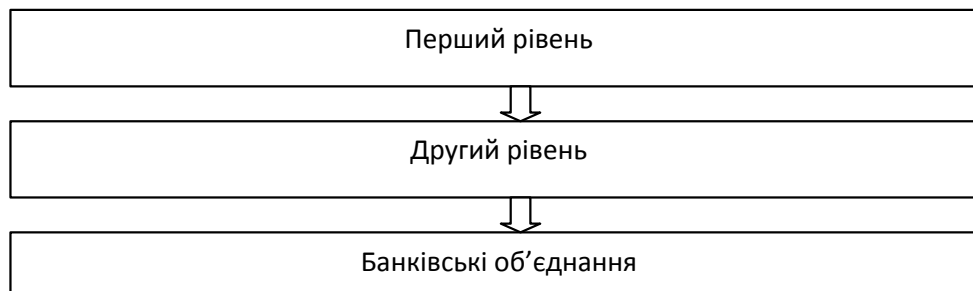 Перший рівень
Другий рівень
Банківські об’єднання